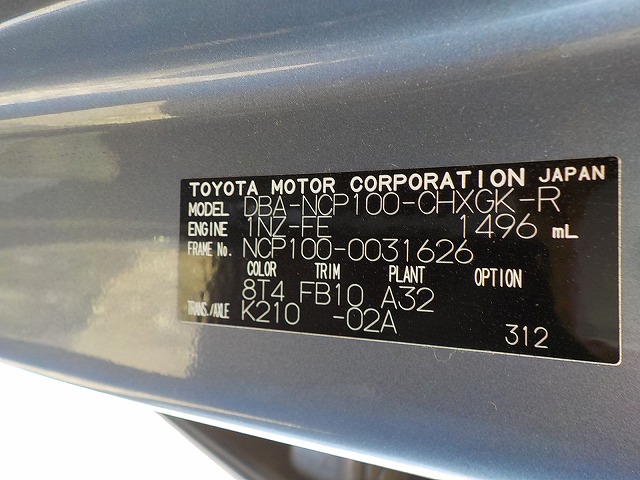 TOYOTA MOTOR CORPORATION JAPAN
MODEL DBA-NCP100-CHXGK-R
ENGINE 1NZ-FE 1496 mL
FRAME No. NCP100-0031626
COLOR TRIM PLANT OPTION
8T4 FB10 A32
TRANS./AXLE K210 -02A
312